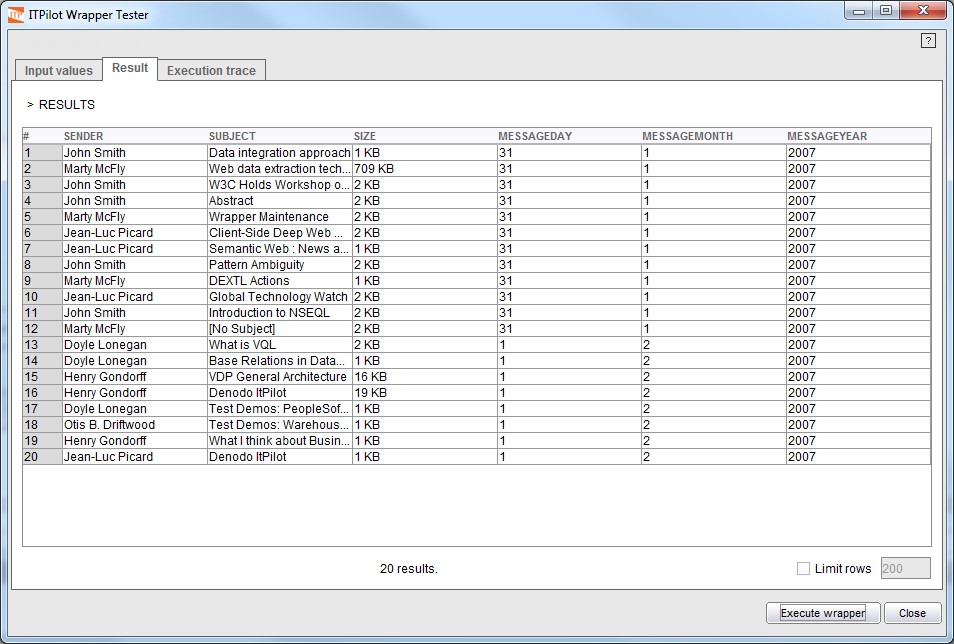 ITPilot Wrapper Tester
?
Input values Result Execution trace
> RESULTS
# SENDER SUBJECT SIZE MESSAGEDAY MESSAGEMONTH MESSAGEYEAR
1 John Smith Data integration approach 1 KB 31 1 2007
2 Marty McFly Web data extraction tech... 709 KB 31 1 2007
3 John Smith W3C Holds Workshop o... 2 KB 31 1 2007
4 John Smith Abstract 2 KB 31 1 2007
5 Marty McFly Wrapper Maintenance 2 KB 31 1 2007
6 Jean-Luc Picard Client-Side Deep Web ... 2 KB 31 1 2007
7 Jean-Luc Picard Semantic Web : News a... 1 KB 31 1 2007
8 John Smith Pattern Ambiguity 2 KB 31 1 2007
9 Marty McFly DEXTL Actions 1 KB 31 1 2007
10 Jean-Luc Picard Global Technology Watch 2 KB 31 1 2007
11 John Smith Introduction to NSEQL 2 KB 31 1 2007
12 Marty McFly [No Subject] 2 KB 31 1 2007
13 Doyle Lonegan What is VQL 2 KB 1 2 2007
14 Doyle Lonegan Base Relations in Data... 1 KB 1 2 2007
15 Henry Gondorff VDP General Architecture 16 KB 1 2 2007
16 Henry Gondorff Denodo ItPilot 19 KB 1 2 2007
17 Doyle Lonegan Test Demos: PeopleSof... 1 KB 1 2 2007
18 Otis B. Driftwood Test Demos: Warehous... 1 KB 1 2 2007
19 Henry Gondorff What I think about Busin... 1 KB 1 2 2007
20 Jean-Luc Picard Denodo ItPilot 1 KB 1 2 2007
20 results. Limit rows 200
Execute wrapper Close